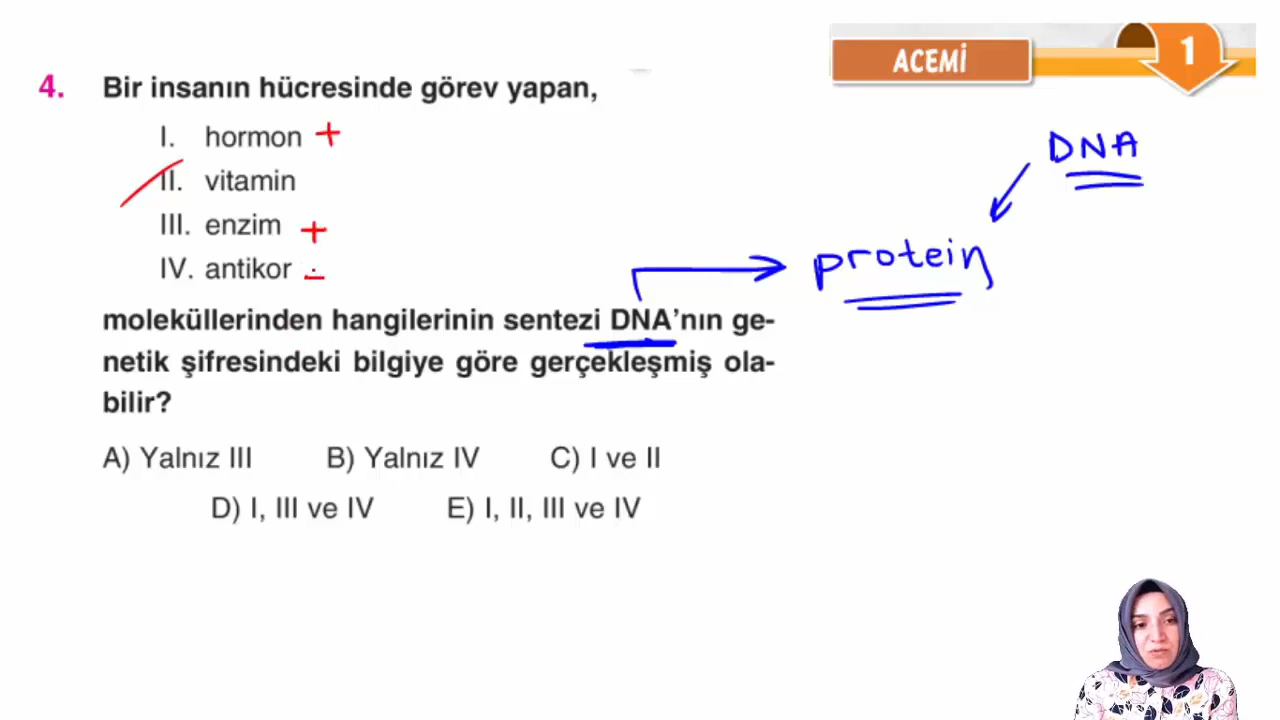 ACEMİ
1
4. Bir insanın hücresinde görev yapan,
I. hormon +
II. vitamin
III. enzim +
IV. antikor
DNA
protein
moleküllerinden hangilerinin sentezi DNA'nın ge-
netik şifresindeki bilgiye göre gerçekleşmiş ola-
bilir?
A) Yalnız III B) Yalnız IV C) I ve II
D) I, III ve IV E) I, II, III ve IV